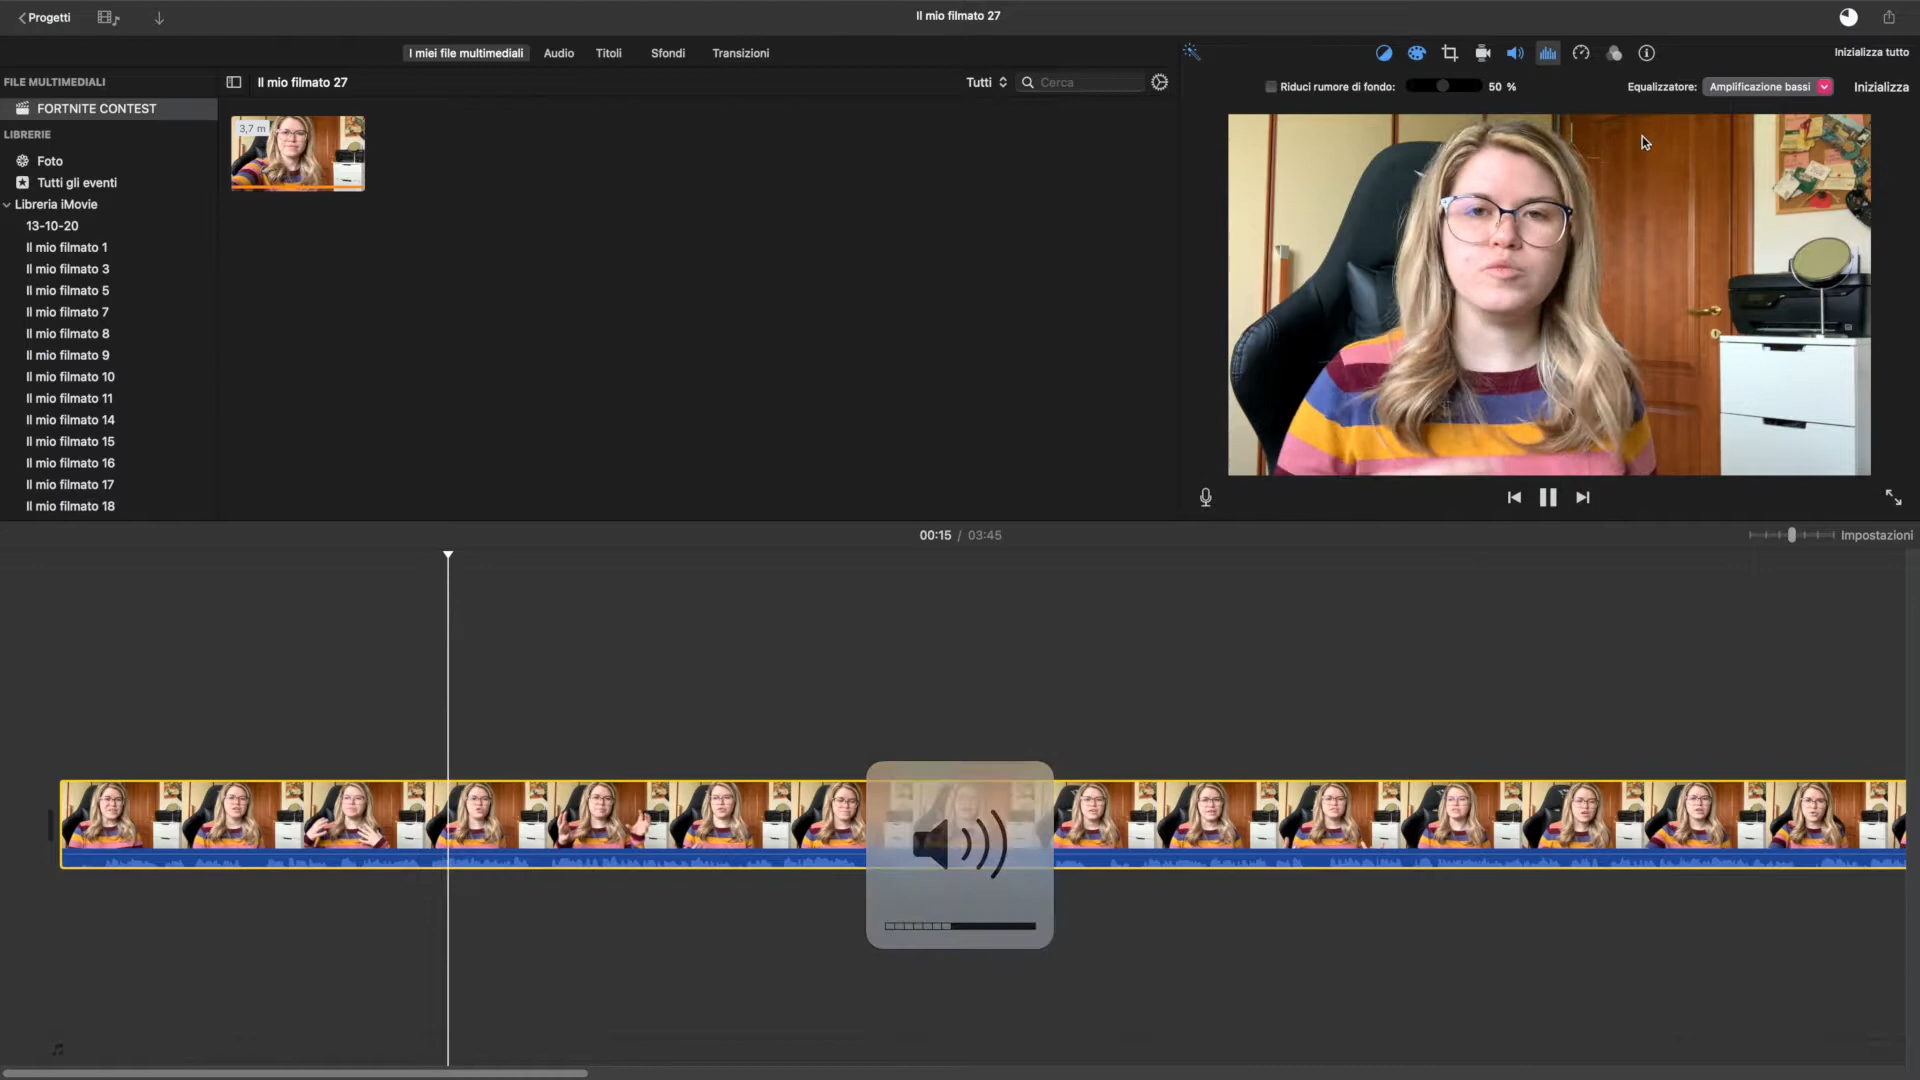 Progetti
Il mio filmato 27
I miei file multimediali
Audio
Titoli
Sfondi
Transizioni
Inizializza tutto
FILE MULTIMEDIALI
Il mio filmato 27
Tutti
Cerca
Riduci rumore di fondo:
50 %
Equalizzatore:
Amplificazione bassi
Inizializza
FORTNITE CONTEST
3,7 m
LIBRERIE
Foto
Tutti gli eventi
Libreria iMovie
13-10-20
Il mio filmato 1
Il mio filmato 3
Il mio filmato 5
Il mio filmato 7
Il mio filmato 8
Il mio filmato 9
Il mio filmato 10
Il mio filmato 11
Il mio filmato 14
Il mio filmato 15
Il mio filmato 16
Il mio filmato 17
Il mio filmato 18
00:15 / 03:45
Impostazioni